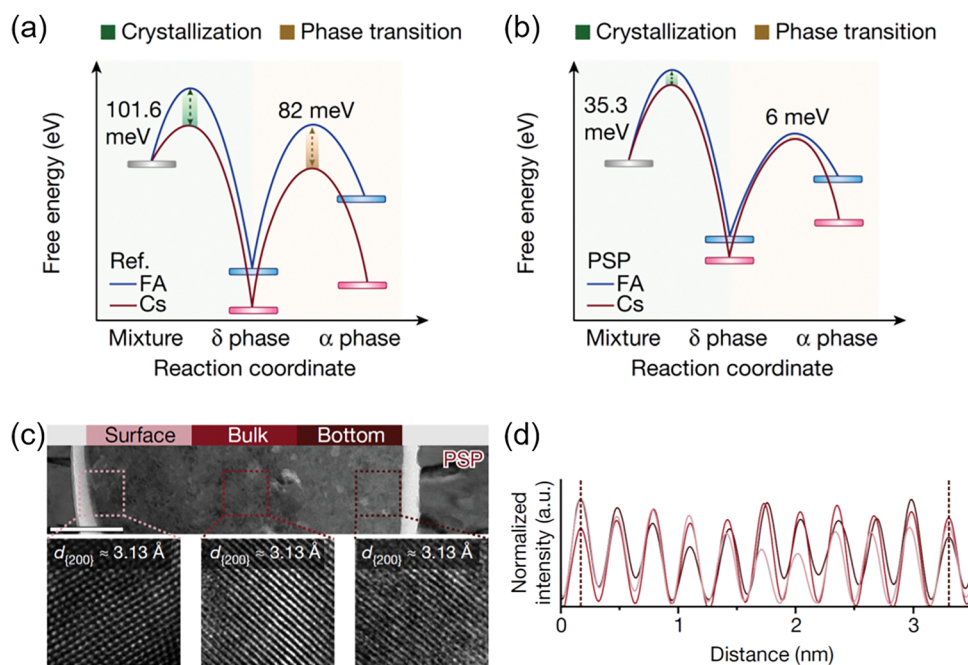 (a)
Crystallization Phase transition
Free energy (eV)
101.6
meV
82 meV
Ref.
FA
Cs
Mixture δ phase α phase
Reaction coordinate
(b)
Crystallization Phase transition
Free energy (eV)
35.3
meV
6 meV
PSP
FA
Cs
Mixture δ phase α phase
Reaction coordinate
(c)
Surface Bulk Bottom
PSP
d{200} ≈ 3.13 Å d{200} ≈ 3.13 Å d{200} ≈ 3.13 Å
(d)
Normalized
intensity (a.u.)
0 1 2 3
Distance (nm)